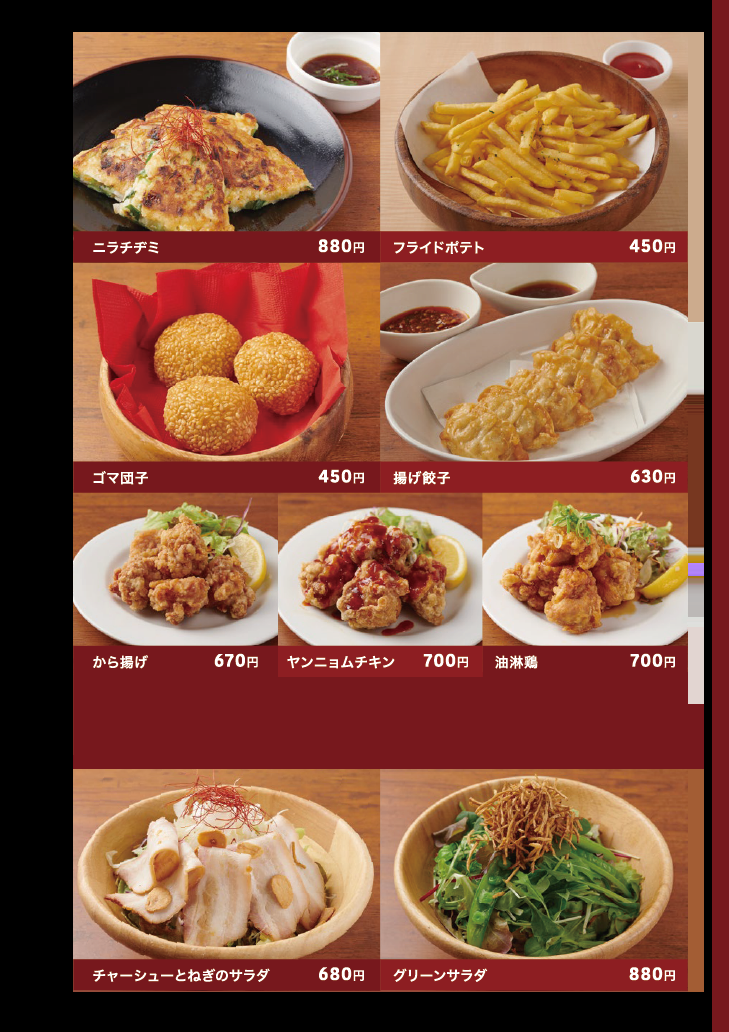 ニラチヂミ 880円
フライドポテト 450円
ゴマ団子 450円
揚げ餃子 630円
から揚げ 670円
ヤンニョムチキン 700円
油淋鶏 700円
チャーシューとねぎのサラダ 680円
グリーンサラダ 880円